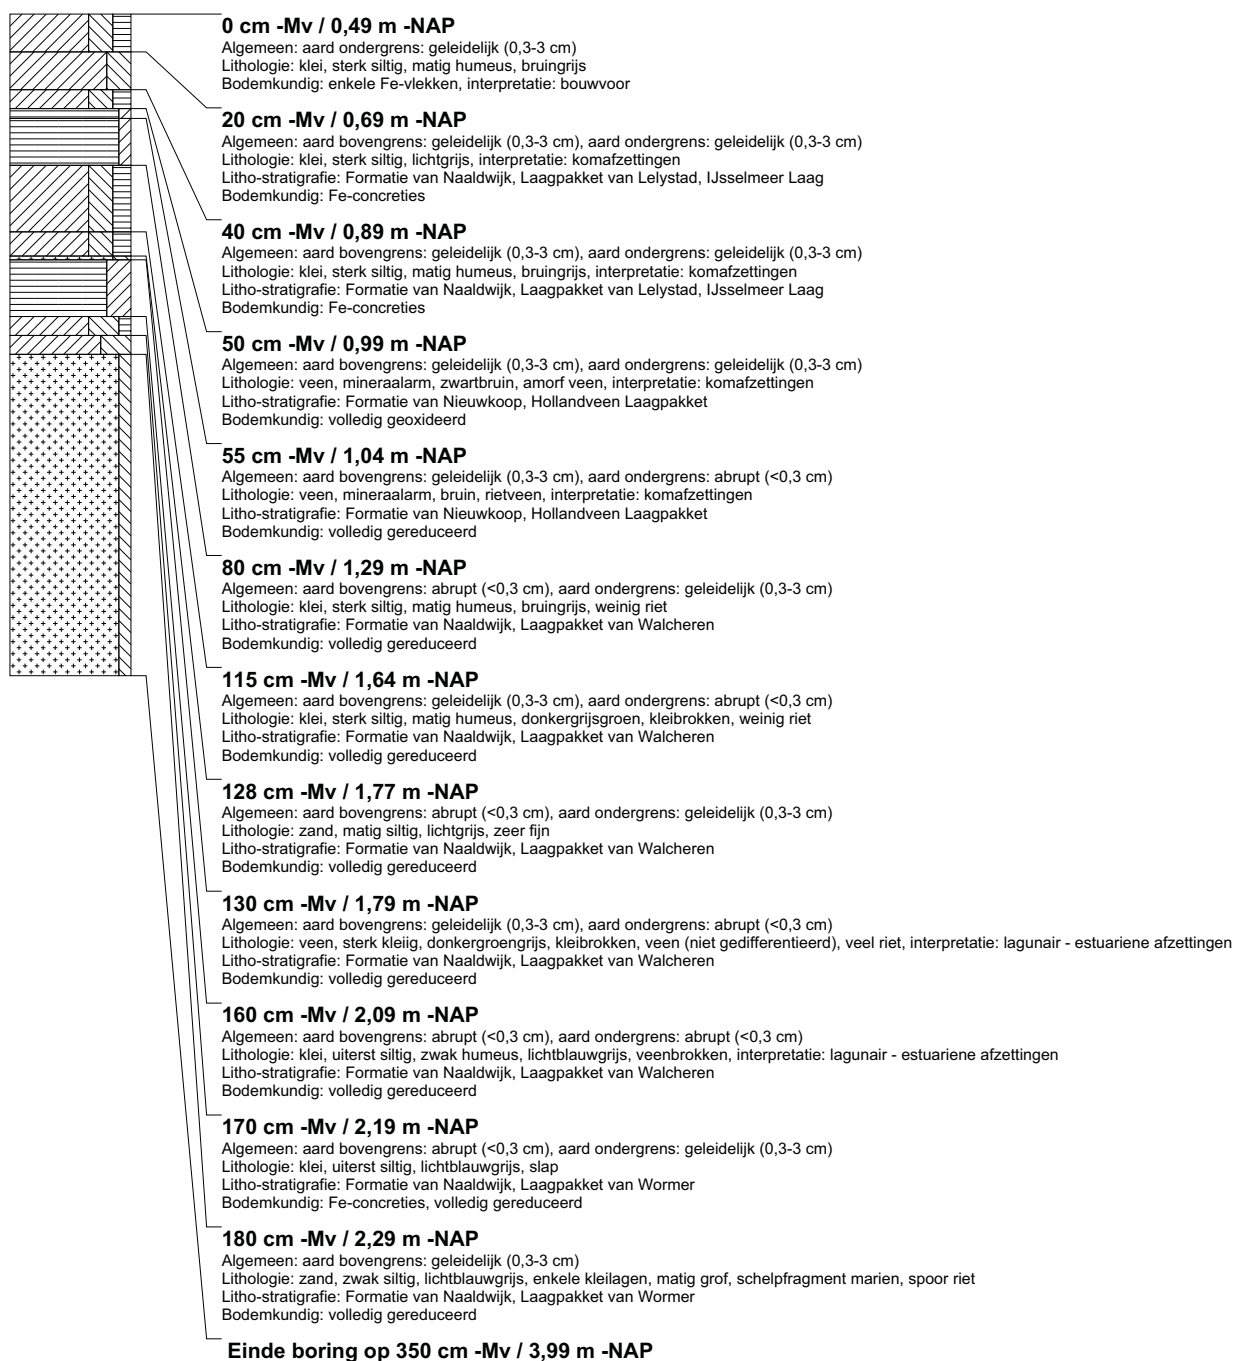 0 cm -Mv / 0,49 m -NAP
Algemeen: aard ondergrens: geleidelijk (0,3-3 cm)
Lithologie: klei, sterk siltig, matig humeus, bruingrijs
Bodemkundig: enkele Fe-vlekken, interpretatie: bouwvoor
20 cm -Mv / 0,69 m -NAP
Algemeen: aard bovengrens: geleidelijk (0,3-3 cm), aard ondergrens: geleidelijk (0,3-3 cm)
Lithologie: klei, sterk siltig, lichtgrijs, interpretatie: komafzettingen
Litho-stratigrafie: Formatie van Naaldwijk, Laagpakket van Lelystad, IJsselmeer Laag
Bodemkundig: Fe-concreties
40 cm -Mv / 0,89 m -NAP
Algemeen: aard bovengrens: geleidelijk (0,3-3 cm), aard ondergrens: geleidelijk (0,3-3 cm)
Lithologie: klei, sterk siltig, matig humeus, bruingrijs, interpretatie: komafzettingen
Litho-stratigrafie: Formatie van Naaldwijk, Laagpakket van Lelystad, IJsselmeer Laag
Bodemkundig: Fe-concreties
50 cm -Mv / 0,99 m -NAP
Algemeen: aard bovengrens: geleidelijk (0,3-3 cm), aard ondergrens: geleidelijk (0,3-3 cm)
Lithologie: veen, mineraalarm, zwartbruin, amorf veen, interpretatie: komafzettingen
Litho-stratigrafie: Formatie van Nieuwkoop, Hollandveen Laagpakket
Bodemkundig: volledig geoxideerd
55 cm -Mv / 1,04 m -NAP
Algemeen: aard bovengrens: geleidelijk (0,3-3 cm), aard ondergrens: abrupt (<0,3 cm)
Lithologie: veen, mineraalarm, bruin, rietveen, interpretatie: komafzettingen
Litho-stratigrafie: Formatie van Nieuwkoop, Hollandveen Laagpakket
Bodemkundig: volledig gereduceerd
80 cm -Mv / 1,29 m -NAP
Algemeen: aard bovengrens: abrupt (<0,3 cm), aard ondergrens: geleidelijk (0,3-3 cm)
Lithologie: klei, sterk siltig, matig humeus, bruingrijs, weinig riet
Litho-stratigrafie: Formatie van Naaldwijk, Laagpakket van Walcheren
Bodemkundig: volledig gereduceerd
115 cm -Mv / 1,64 m -NAP
Algemeen: aard bovengrens: geleidelijk (0,3-3 cm), aard ondergrens: abrupt (<0,3 cm)
Lithologie: klei, sterk siltig, matig humeus, donkergrijsgroen, kleibrokken, weinig riet
Litho-stratigrafie: Formatie van Naaldwijk, Laagpakket van Walcheren
Bodemkundig: volledig gereduceerd
128 cm -Mv / 1,77 m -NAP
Algemeen: aard bovengrens: abrupt (<0,3 cm), aard ondergrens: geleidelijk (0,3-3 cm)
Lithologie: zand, matig siltig, lichtgrijs, zeer fijn
Litho-stratigrafie: Formatie van Naaldwijk, Laagpakket van Walcheren
Bodemkundig: volledig gereduceerd
130 cm -Mv / 1,79 m -NAP
Algemeen: aard bovengrens: geleidelijk (0,3-3 cm), aard ondergrens: abrupt (<0,3 cm)
Lithologie: veen, sterk kleiig, donkergroengrijs, kleibrokken, veen (niet gedifferentieerd), veel riet, interpretatie: lagunair - estuariene afzettingen
Litho-stratigrafie: Formatie van Naaldwijk, Laagpakket van Walcheren
Bodemkundig: volledig gereduceerd
160 cm -Mv / 2,09 m -NAP
Algemeen: aard bovengrens: abrupt (<0,3 cm), aard ondergrens: abrupt (<0,3 cm)
Lithologie: klei, uiterst siltig, zwak humeus, lichtblauwgrijs, veenbrokken, interpretatie: lagunair - estuariene afzettingen
Litho-stratigrafie: Formatie van Naaldwijk, Laagpakket van Walcheren
Bodemkundig: volledig gereduceerd
170 cm -Mv / 2,19 m -NAP
Algemeen: aard bovengrens: abrupt (<0,3 cm), aard ondergrens: geleidelijk (0,3-3 cm)
Lithologie: klei, uiterst siltig, lichtblauwgrijs, slap
Litho-stratigrafie: Formatie van Naaldwijk, Laagpakket van Wormer
Bodemkundig: Fe-concreties, volledig gereduceerd
180 cm -Mv / 2,29 m -NAP
Algemeen: aard bovengrens: geleidelijk (0,3-3 cm)
Lithologie: zand, zwak siltig, lichtblauwgrijs, enkele kleilagen, matig grof, schelpfragment marien, spoor riet
Litho-stratigrafie: Formatie van Naaldwijk, Laagpakket van Wormer
Bodemkundig: volledig gereduceerd
Einde boring op 350 cm -Mv / 3,99 m -NAP